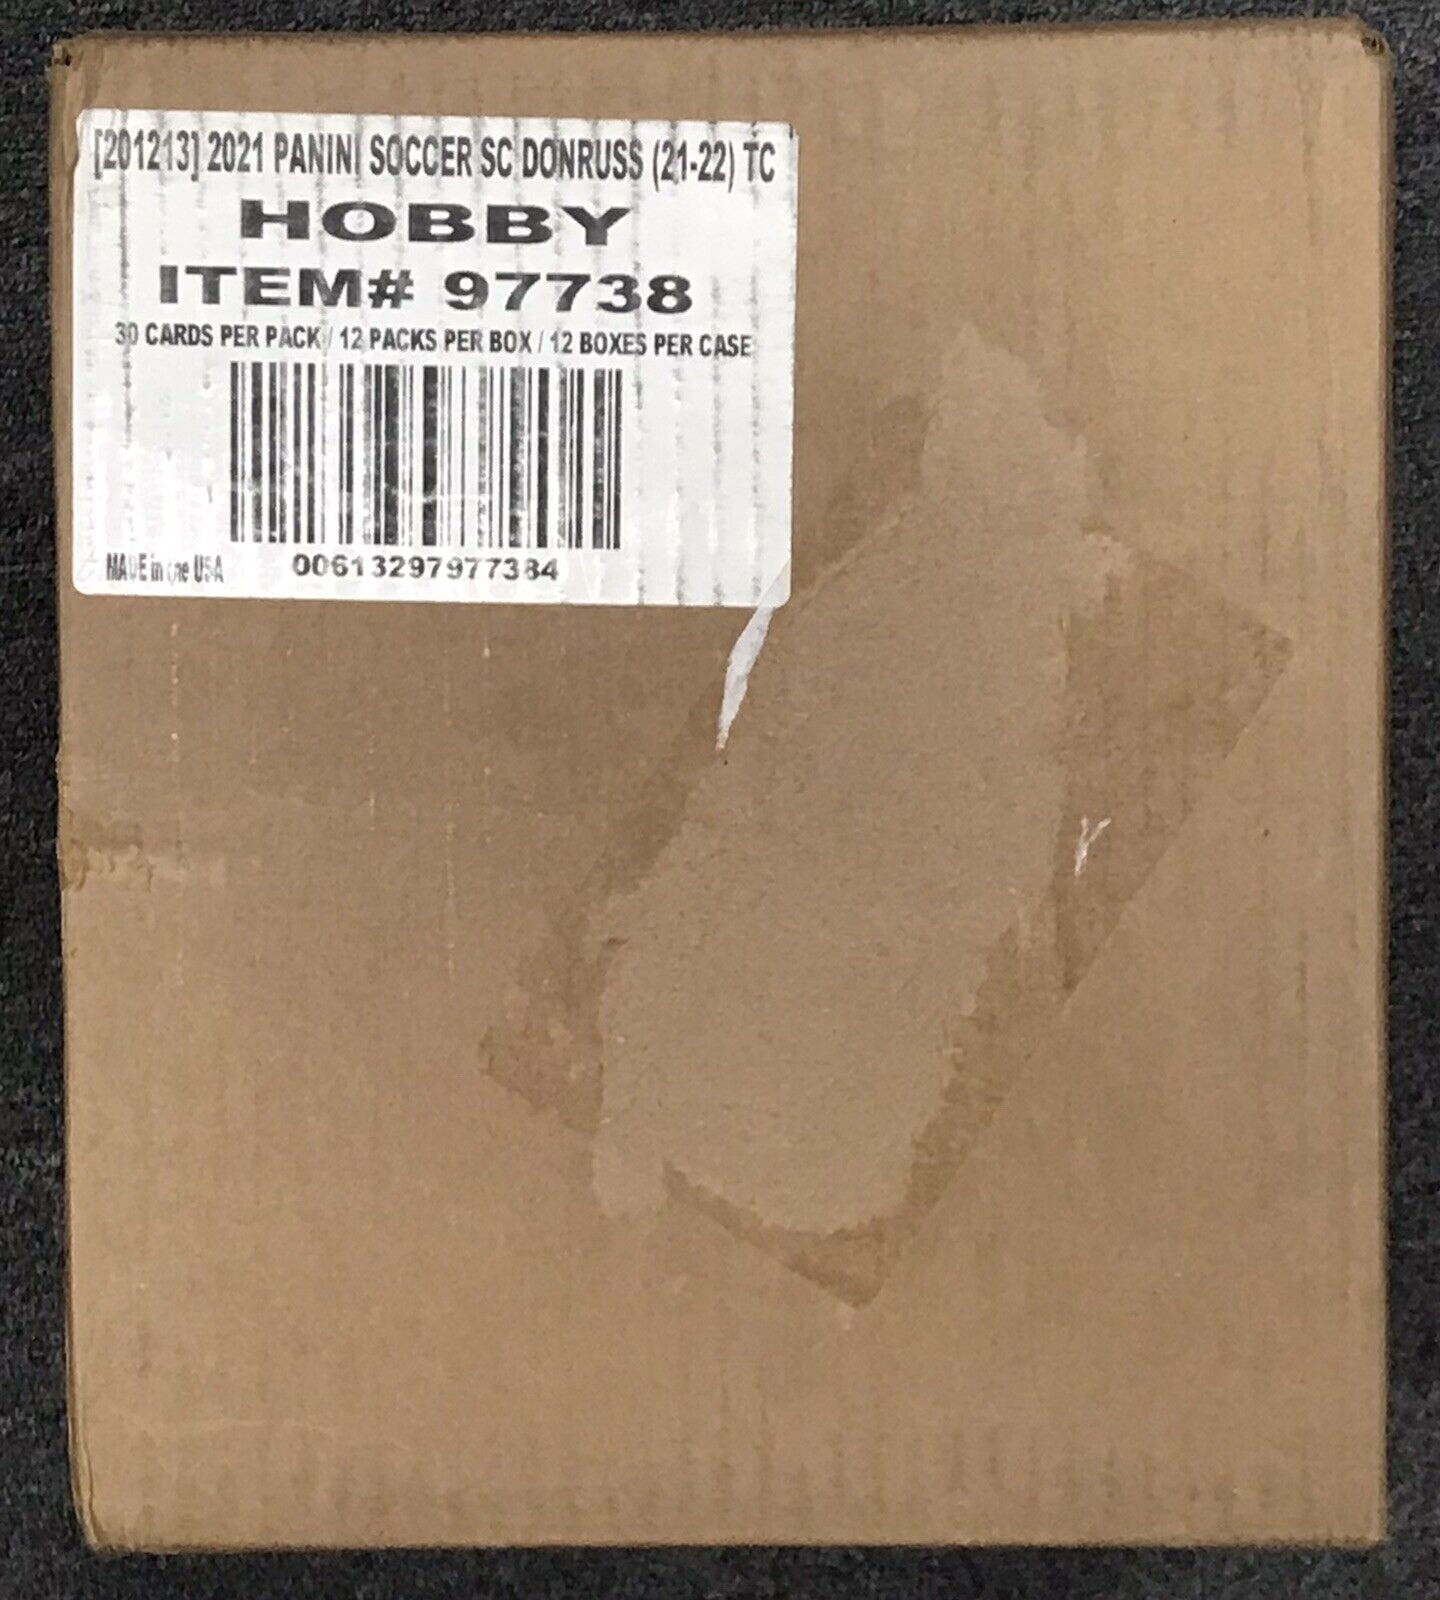 [201213] 2021 PANINI SOCCER SC DONRUSS (21-22) TC
HOBBY
ITEM# 97738
30 CARDS PER PACK / 12 PACKS PER BOX / 12 BOXES PER CASE
MADE in the USA
00613297977384